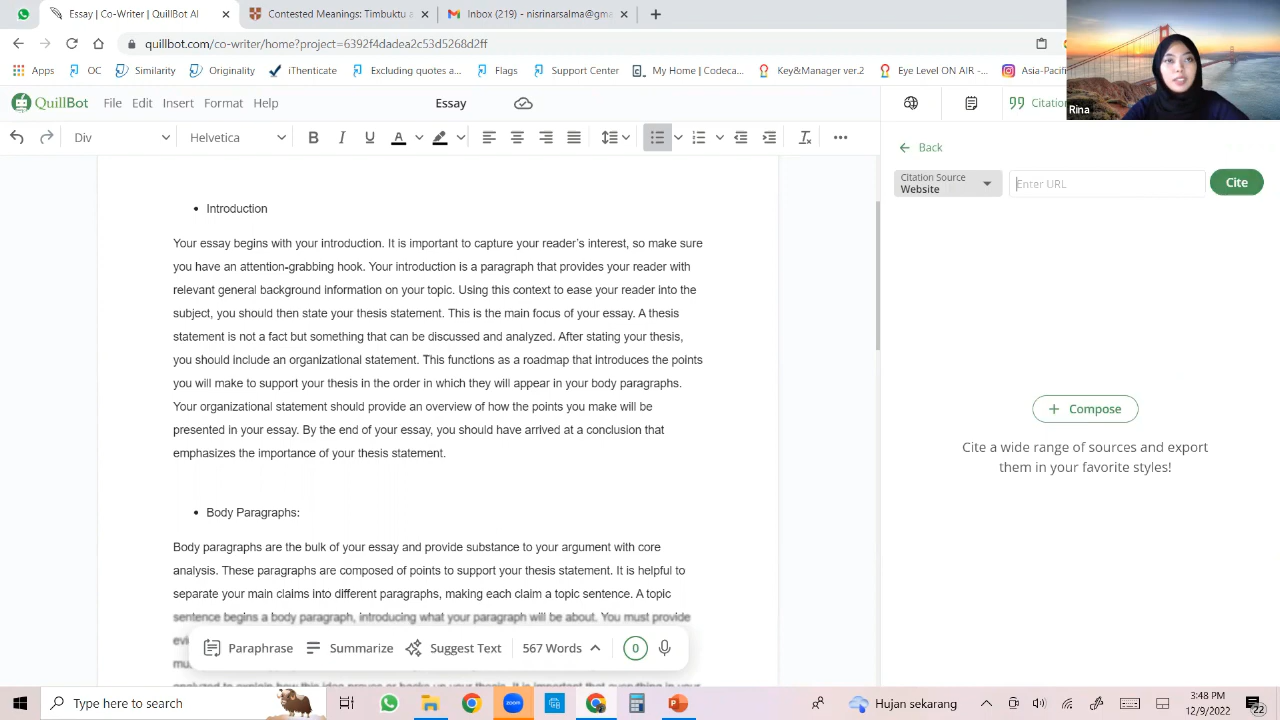 Essay | Co-Writer | AI
Modos: Timbuktu a
Inbox (219) - nsrinarsalam@gm
quillbot.com/co-writer/home?project=6392f4dadea2c53d5268d2ff
Apps
OC
Similarity
Originality
iThenticate
Excluding quotes a...
Flags
Support Center
My Home | Codeca...
Key&Manager ver.2
Eye Level ON AIR -...
Asia-Pacif
Rina
QuillBot
File
Edit
Insert
Format
Help
Essay
Citation
Div
Helvetica
B
I
U
A
Back
Citation Source
Website
Enter URL
Cite
• Introduction
Your essay begins with your introduction. It is important to capture your reader's interest, so make sure
you have an attention-grabbing hook. Your introduction is a paragraph that provides your reader with
relevant general background information on your topic. Using this context to ease your reader into the
subject, you should then state your thesis statement. This is the main focus of your essay. A thesis
statement is not a fact but something that can be discussed and analyzed. After stating your thesis,
you should include an organizational statement. This functions as a roadmap that introduces the points
you will make to support your thesis in the order in which they will appear in your body paragraphs.
Your organizational statement should provide an overview of how the points you make will be
presented in your essay. By the end of your essay, you should have arrived at a conclusion that
emphasizes the importance of your thesis statement.
• Body Paragraphs:
Body paragraphs are the bulk of your essay and provide substance to your argument with core
analysis. These paragraphs are composed of points to support your thesis statement. It is helpful to
separate your main claims into different paragraphs, making each claim a topic sentence. A topic
sentence begins a body paragraph, introducing what your paragraph will be about. You must provide
+ Compose
Cite a wide range of sources and export
them in your favorite styles!
Paraphrase
Summarize
Suggest Text
567 Words
0
Type here to search
zoom
Hujan sekarang
3:48 PM
12/9/2022
22